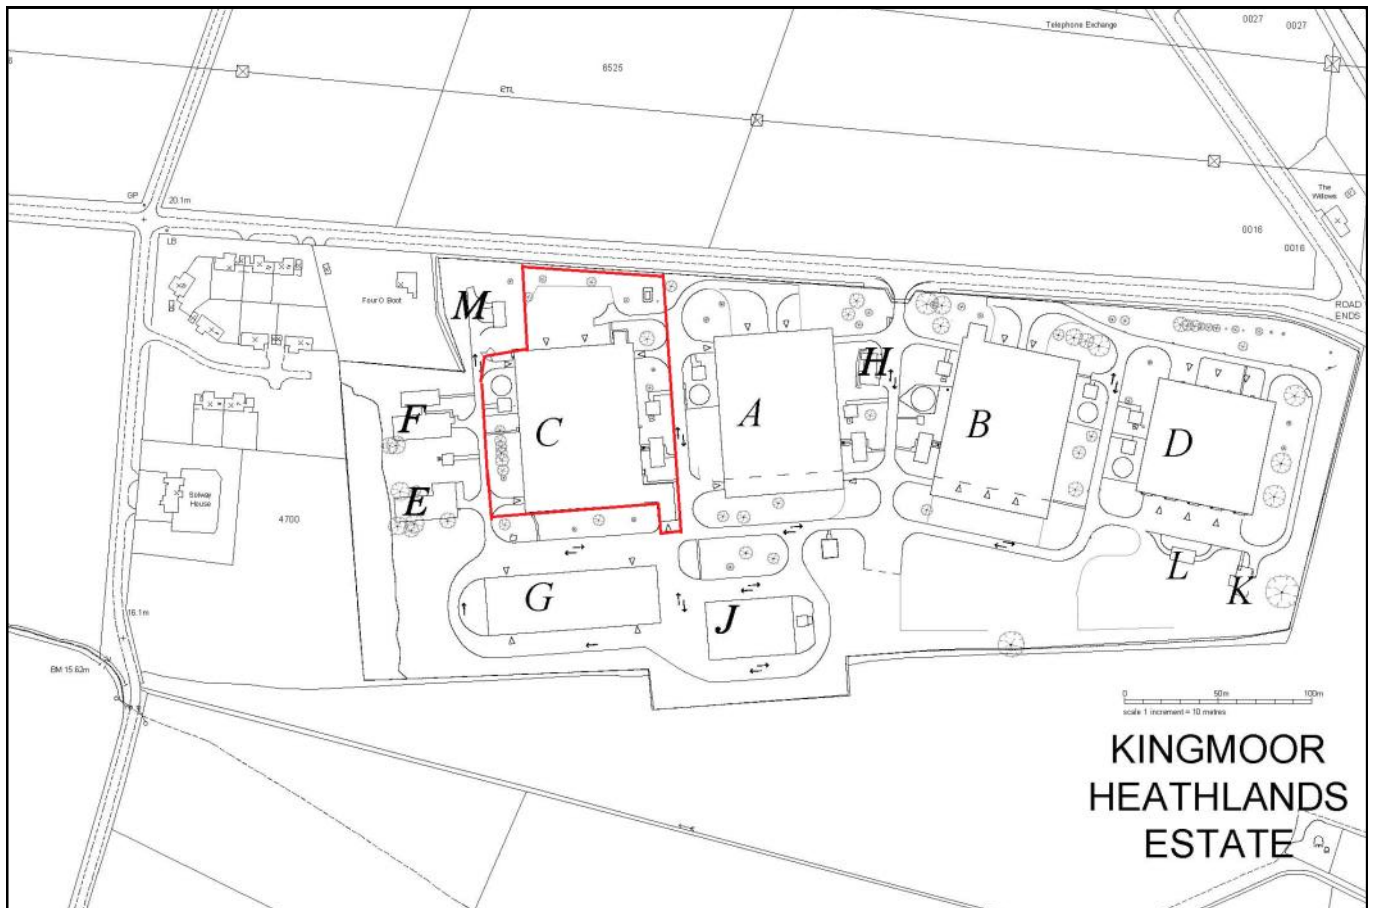 Telephone Exchange
0027
0027
6525
ETL
The
Willows
GP
20.1m
LB
0016
0016
Four O Boot
ROAD
ENDS
M
H
F
C
A
B
D
E
Solway
House
4700
G
J
L
K
16.1m
BM 15.62m
0 50m 100m
scale 1 increment = 10 metres
KINGMOOR
HEATHLANDS
ESTATE